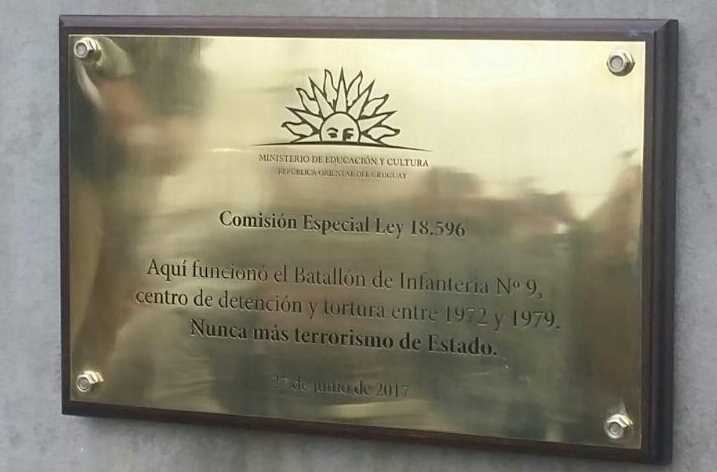 MINISTERIO DE EDUCACIÓN Y CULTURA
REPÚBLICA ORIENTAL DEL URUGUAY
Comisión Especial Ley 18.596
Aquí funcionó el Batallón de Infantería Nº 9,
centro de detención y tortura entre 1972 y 1979.
Nunca más terrorismo de Estado.
27 de junio de 2017